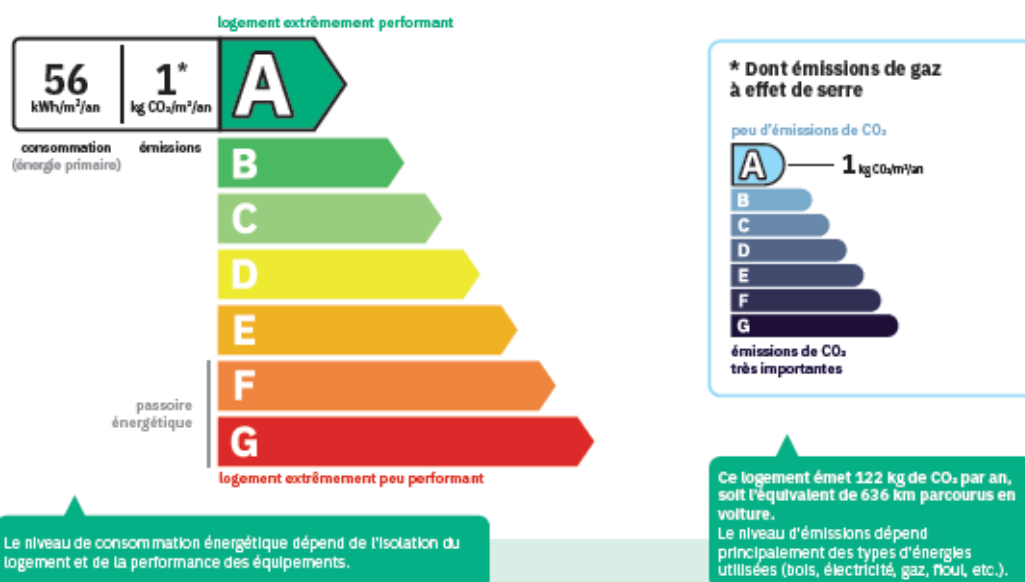 logement extrêmement performant
56
kWh/m²/an
1*
kg CO₂/m²/an
A
consommation
(énergie primaire)
émissions
B
C
D
E
F
G
passoire
énergétique
logement extrêmement peu performant
Le niveau de consommation énergétique dépend de l'isolation du
logement et de la performance des équipements.
* Dont émissions de gaz
à effet de serre
peu d'émissions de CO₂
A
1 kg CO₂/m²/an
B
C
D
E
F
G
émissions de CO₂
très importantes
Ce logement émet 122 kg de CO₂ par an,
soit l'équivalent de 636 km parcourus en
voiture.
Le niveau d'émissions dépend
principalement des types d'énergies
utilisées (bois, électricité, gaz, fioul, etc.).